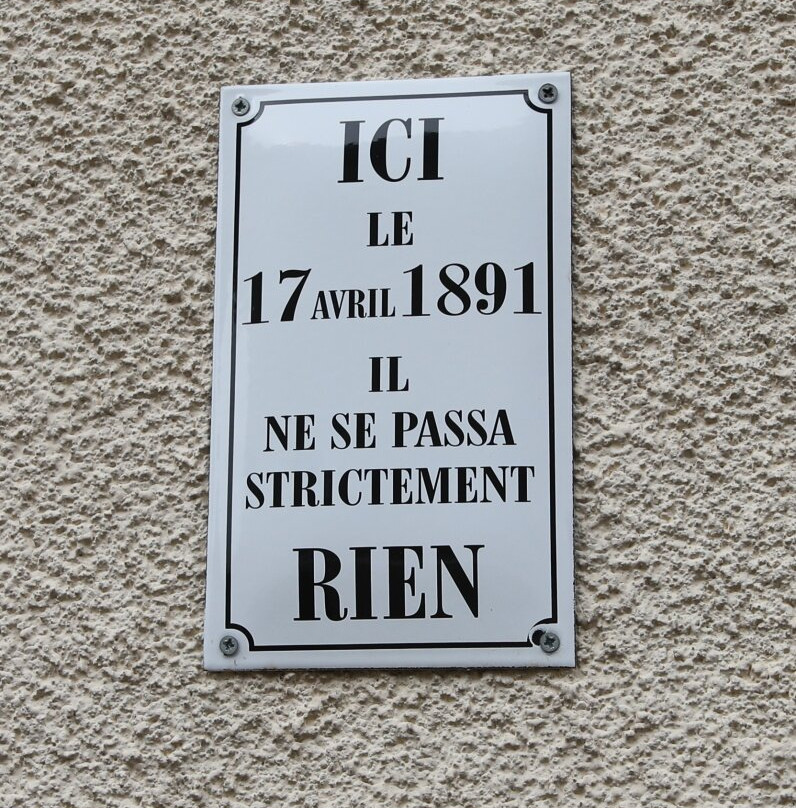 ICI
LE
17 AVRIL 1891
IL
NE SE PASSA
STRICTEMENT
RIEN